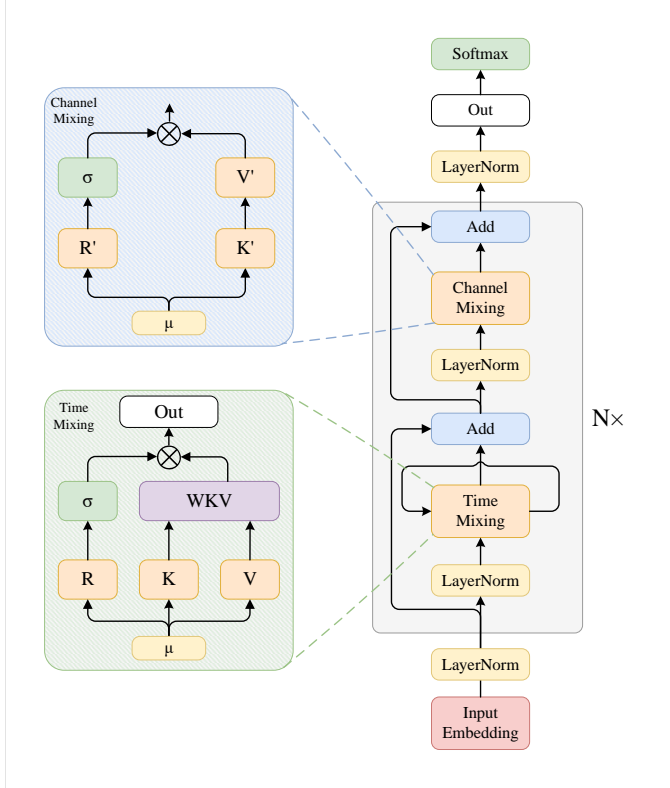 Softmax
Out
LayerNorm
Add
Channel
Mixing
LayerNorm
Add
N×
Time
Mixing
LayerNorm
LayerNorm
Input
Embedding
Channel
Mixing
σ
V'
R'
K'
μ
Time
Mixing
Out
σ
WKV
R
K
V
μ